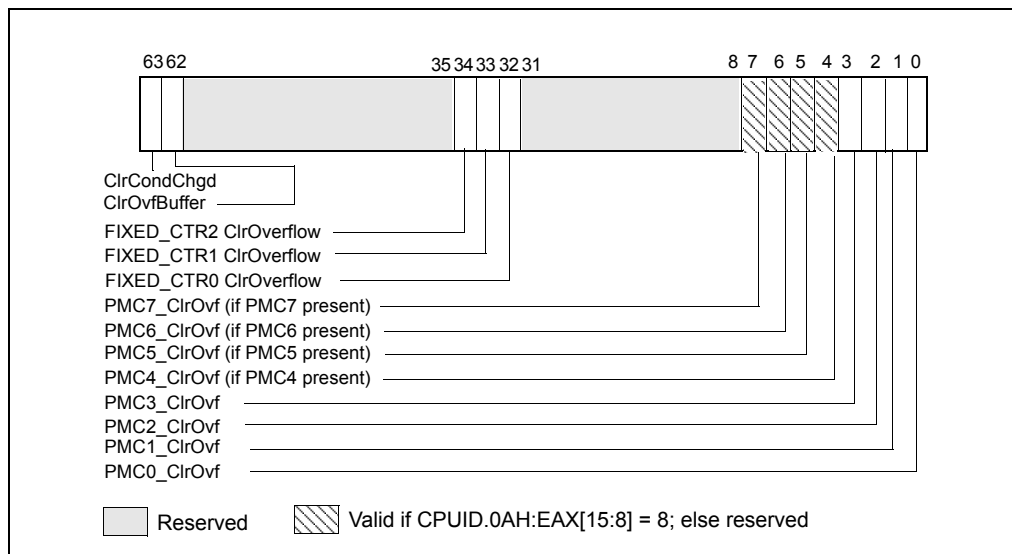 63 62 35 34 33 32 31 8 7 6 5 4 3 2 1 0
ClrCondChgd
ClrOvfBuffer
FIXED_CTR2 ClrOverflow
FIXED_CTR1 ClrOverflow
FIXED_CTR0 ClrOverflow
PMC7_ClrOvf (if PMC7 present)
PMC6_ClrOvf (if PMC6 present)
PMC5_ClrOvf (if PMC5 present)
PMC4_ClrOvf (if PMC4 present)
PMC3_ClrOvf
PMC2_ClrOvf
PMC1_ClrOvf
PMC0_ClrOvf
Reserved Valid if CPUID.0AH:EAX[15:8] = 8; else reserved